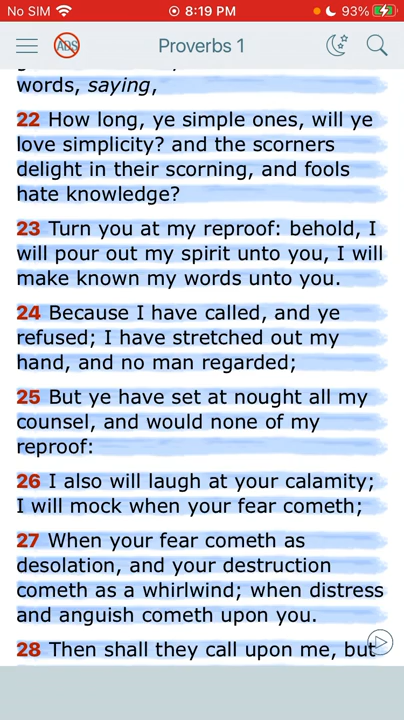 No SIM 8:19 PM 93%
ADS Proverbs 1
words, saying,
22 How long, ye simple ones, will ye
love simplicity? and the scorners
delight in their scorning, and fools
hate knowledge?
23 Turn you at my reproof: behold, I
will pour out my spirit unto you, I will
make known my words unto you.
24 Because I have called, and ye
refused; I have stretched out my
hand, and no man regarded;
25 But ye have set at nought all my
counsel, and would none of my
reproof:
26 I also will laugh at your calamity;
I will mock when your fear cometh;
27 When your fear cometh as
desolation, and your destruction
cometh as a whirlwind; when distress
and anguish cometh upon you.
28 Then shall they call upon me, but